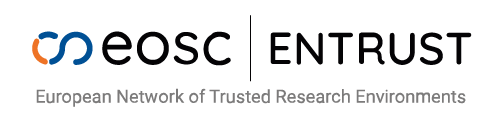 eosc | ENTRUST
European Network of Trusted Research Environments